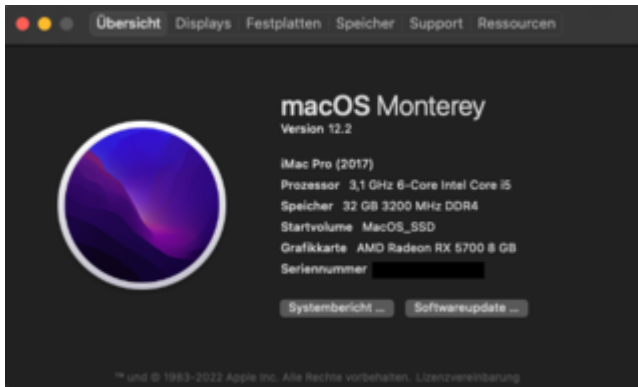 Übersicht Displays Festplatten Speicher Support Ressourcen
macOS Monterey
Version 12.2
iMac Pro (2017)
Prozessor 3,1 GHz 6-Core Intel Core i5
Speicher 32 GB 3200 MHz DDR4
Startvolume MacOS_SSD
Grafikkarte AMD Radeon RX 5700 8 GB
Seriennummer
Systembericht ... Softwareupdate ...
™ und © 1983-2022 Apple Inc. Alle Rechte vorbehalten. Lizenzvereinbarung